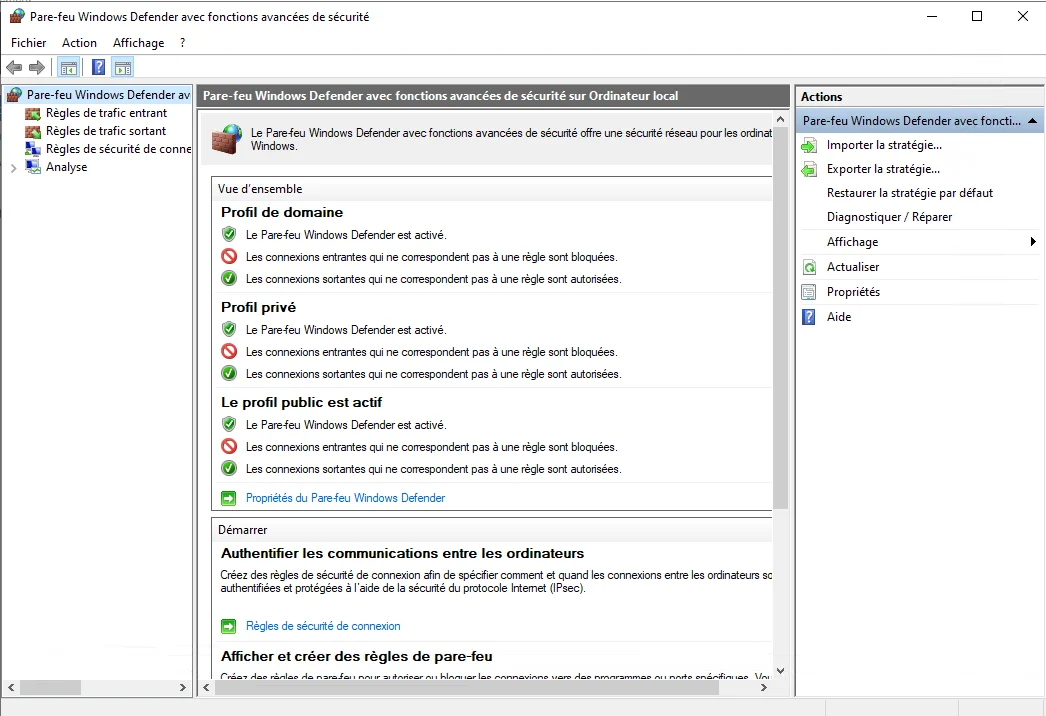 Pare-feu Windows Defender avec fonctions avancées de sécurité
Fichier Action Affichage ?
Pare-feu Windows Defender av
Règles de trafic entrant
Règles de trafic sortant
Règles de sécurité de conne
Analyse
Pare-feu Windows Defender avec fonctions avancées de sécurité sur Ordinateur local
Le Pare-feu Windows Defender avec fonctions avancées de sécurité offre une sécurité réseau pour les ordinat
Windows.
Vue d'ensemble
Profil de domaine
Le Pare-feu Windows Defender est activé.
Les connexions entrantes qui ne correspondent pas à une règle sont bloquées.
Les connexions sortantes qui ne correspondent pas à une règle sont autorisées.
Profil privé
Le Pare-feu Windows Defender est activé.
Les connexions entrantes qui ne correspondent pas à une règle sont bloquées.
Les connexions sortantes qui ne correspondent pas à une règle sont autorisées.
Le profil public est actif
Le Pare-feu Windows Defender est activé.
Les connexions entrantes qui ne correspondent pas à une règle sont bloquées.
Les connexions sortantes qui ne correspondent pas à une règle sont autorisées.
Propriétés du Pare-feu Windows Defender
Démarrer
Authentifier les communications entre les ordinateurs
Créez des règles de sécurité de connexion afin de spécifier comment et quand les connexions entre les ordinateurs so
authentifiées et protégées à l'aide de la sécurité du protocole Internet (IPsec).
Règles de sécurité de connexion
Afficher et créer des règles de pare-feu
Créez des règles de pare-feu pour autoriser ou bloquer les connexions vers des programmes ou ports spécifiques. Vou
Actions
Pare-feu Windows Defender avec foncti...
Importer la stratégie...
Exporter la stratégie...
Restaurer la stratégie par défaut
Diagnostiquer / Réparer
Affichage
Actualiser
Propriétés
Aide